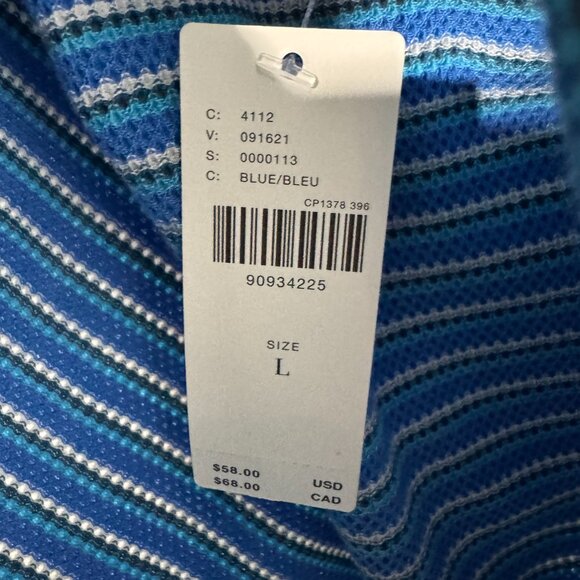 C: 4112
V: 091621
S: 0000113
C: BLUE/BLEU
CP1378 396
90934225
SIZE
L
$58.00 USD
$68.00 CAD